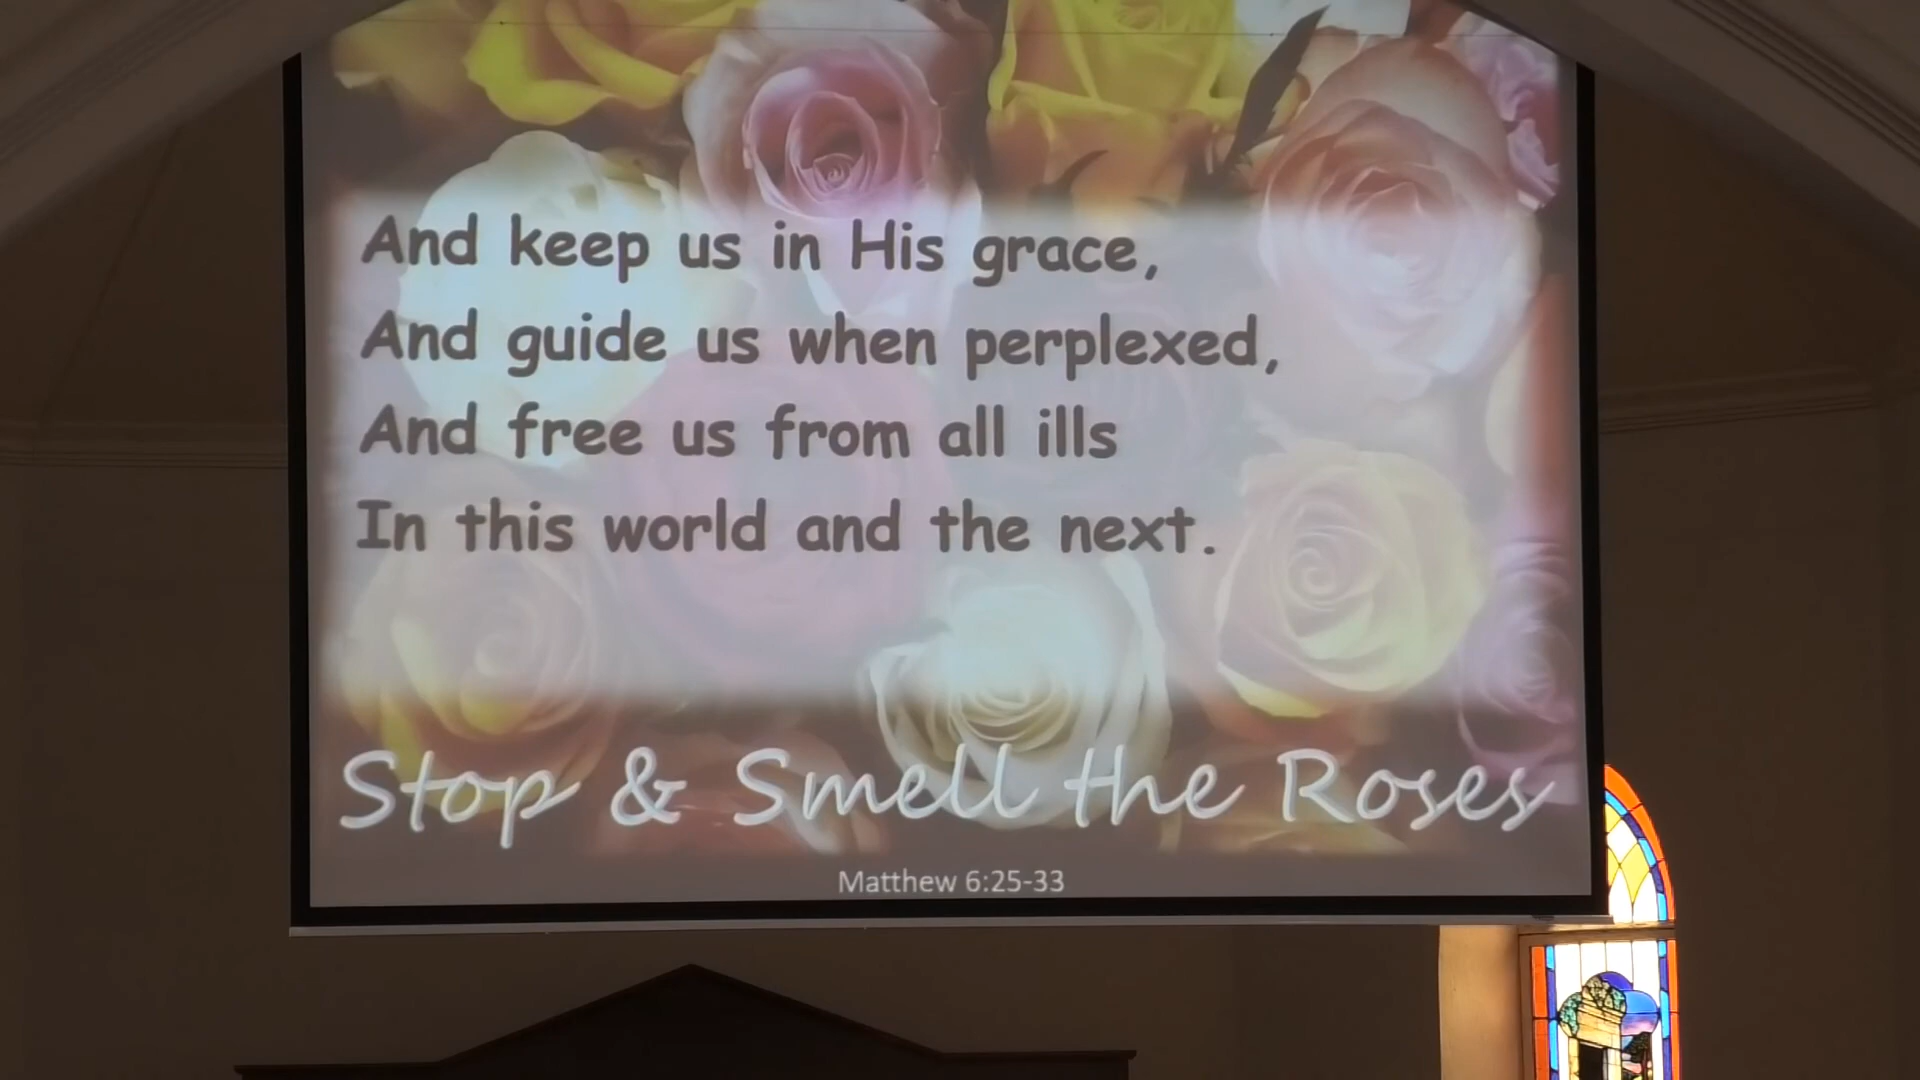 And keep us in His grace,
And guide us when perplexed,
And free us from all ills
In this world and the next.
Stop & Smell the Roses
Matthew 6:25-33